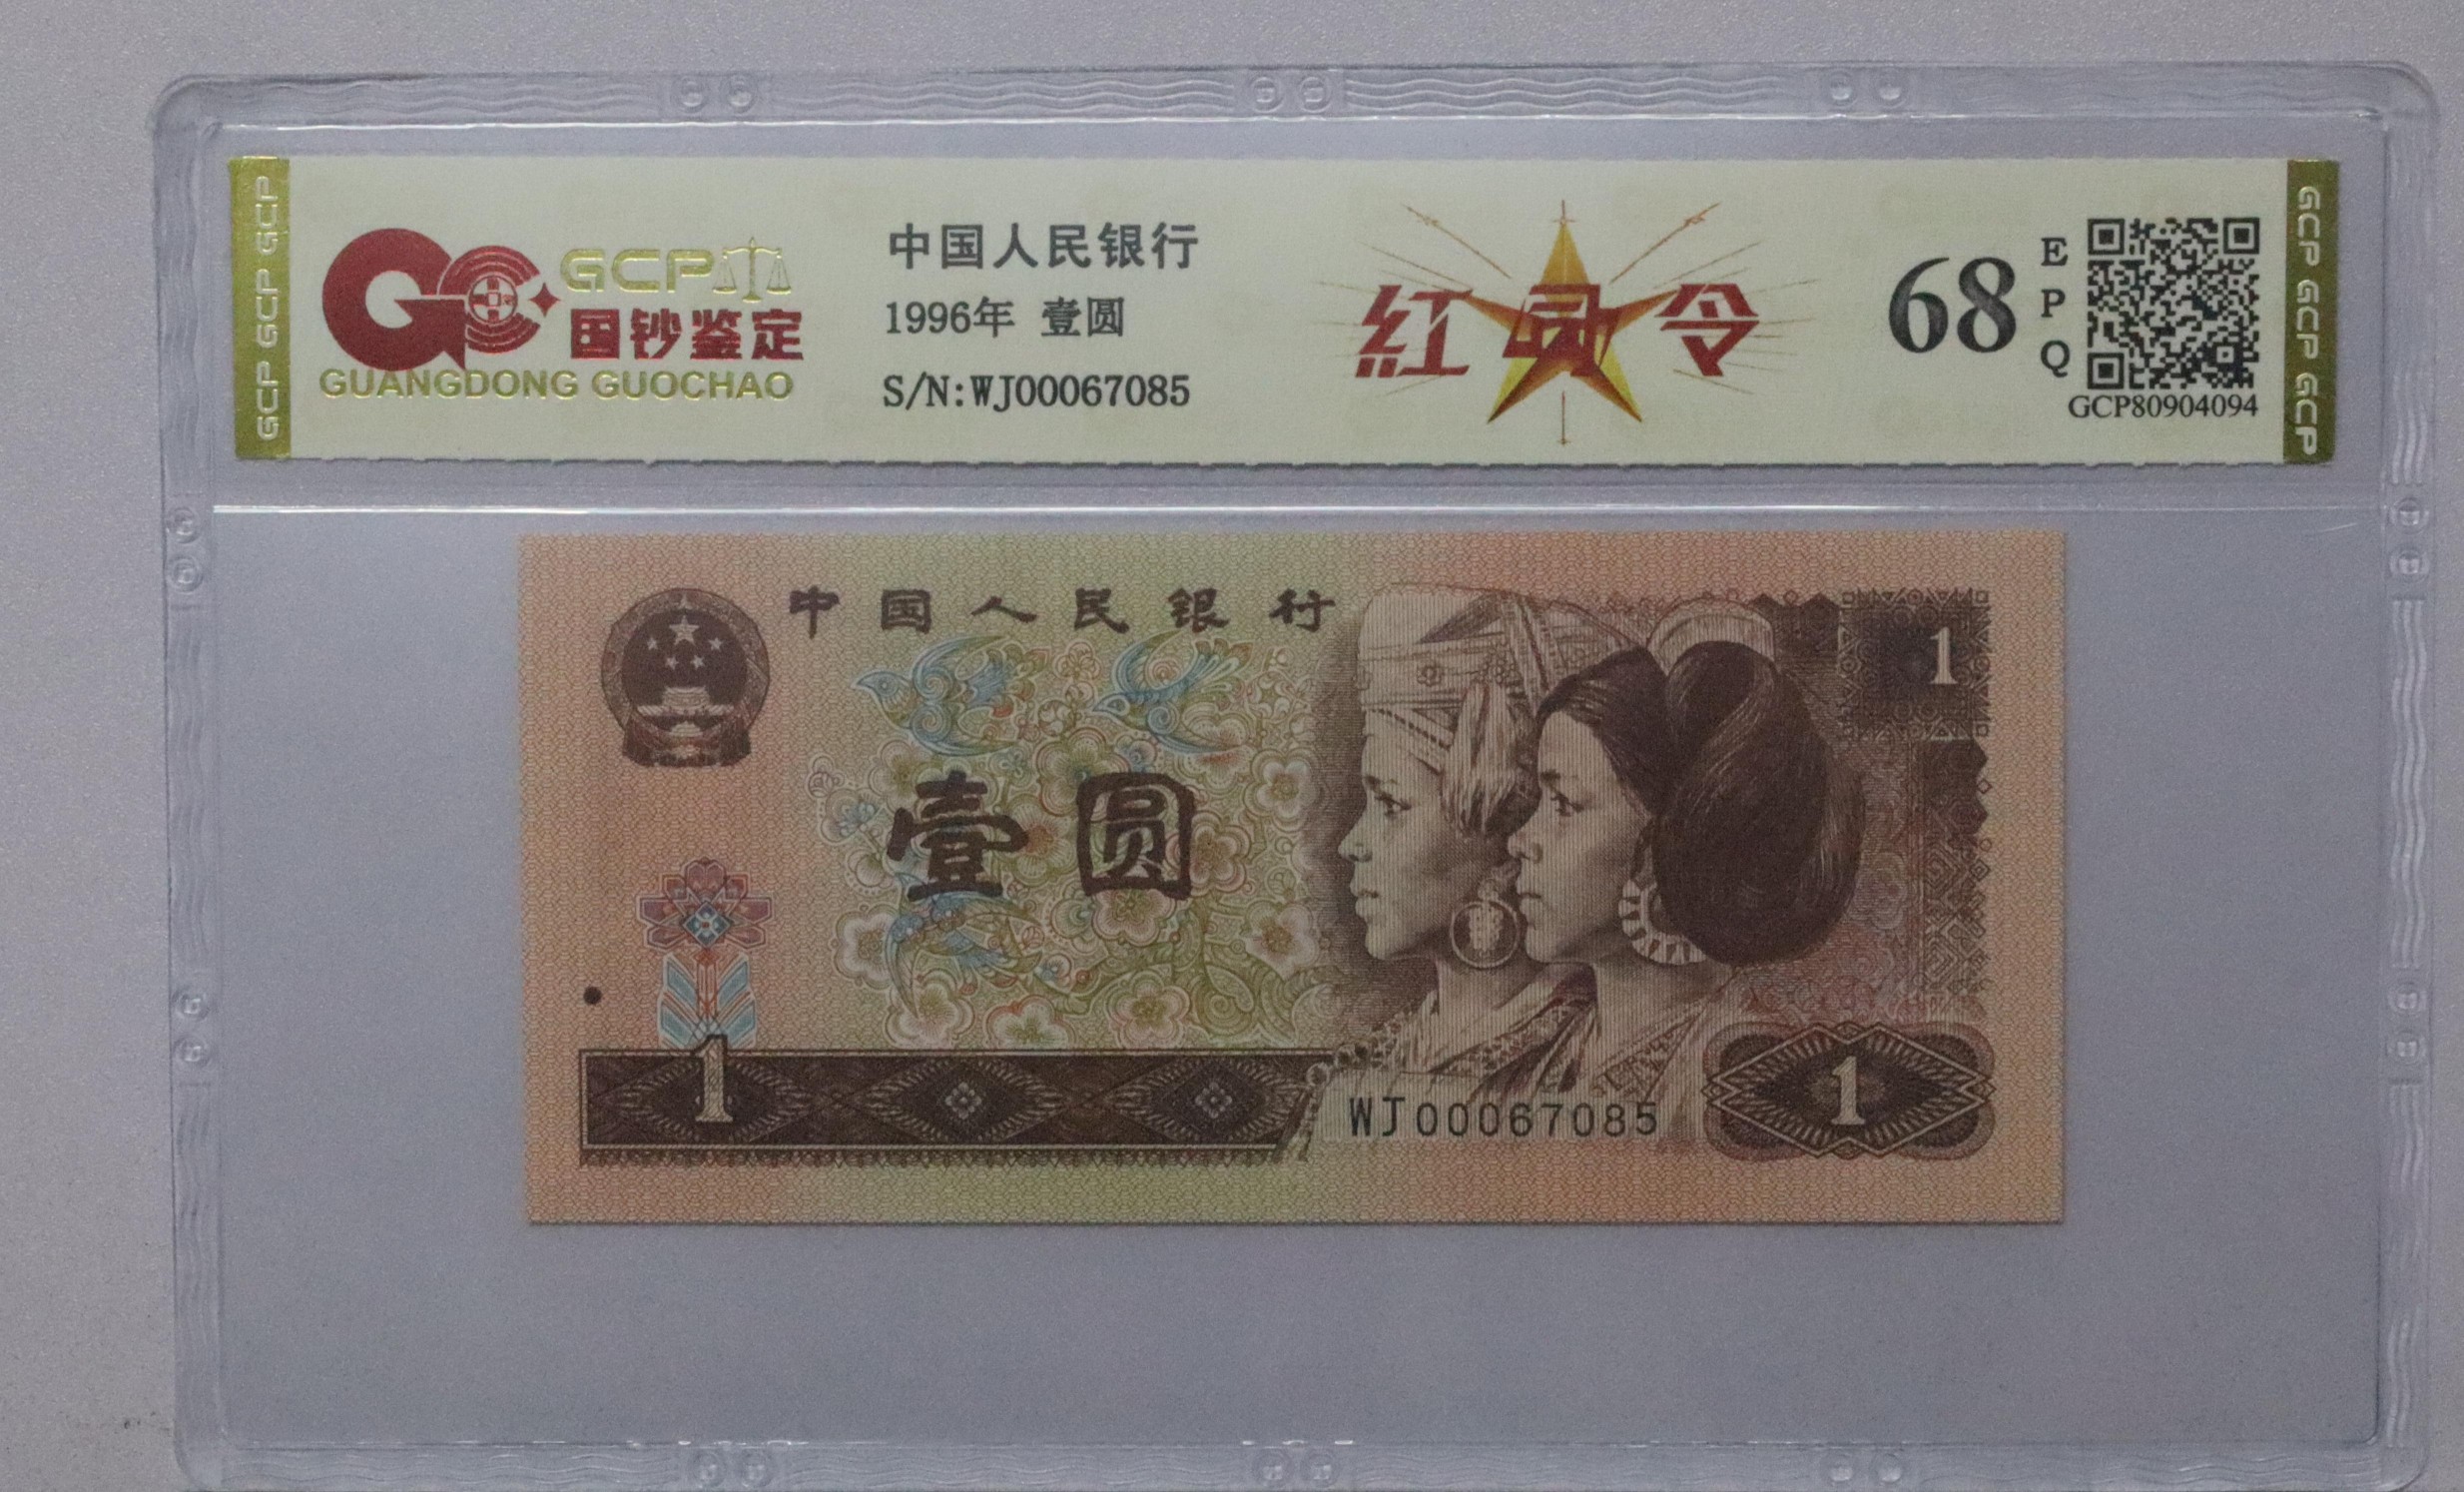 GCP GCP GCP
GCP
国钞鉴定
GUANGDONG GUOCHAO
中国人民银行
1996年 壹圆
S/N:WJ00067085
紅 令
68
E
P
Q
GCP80904094
GCP GCP GCP
中国人民银行
1
壹圆
1
WJ00067085
1